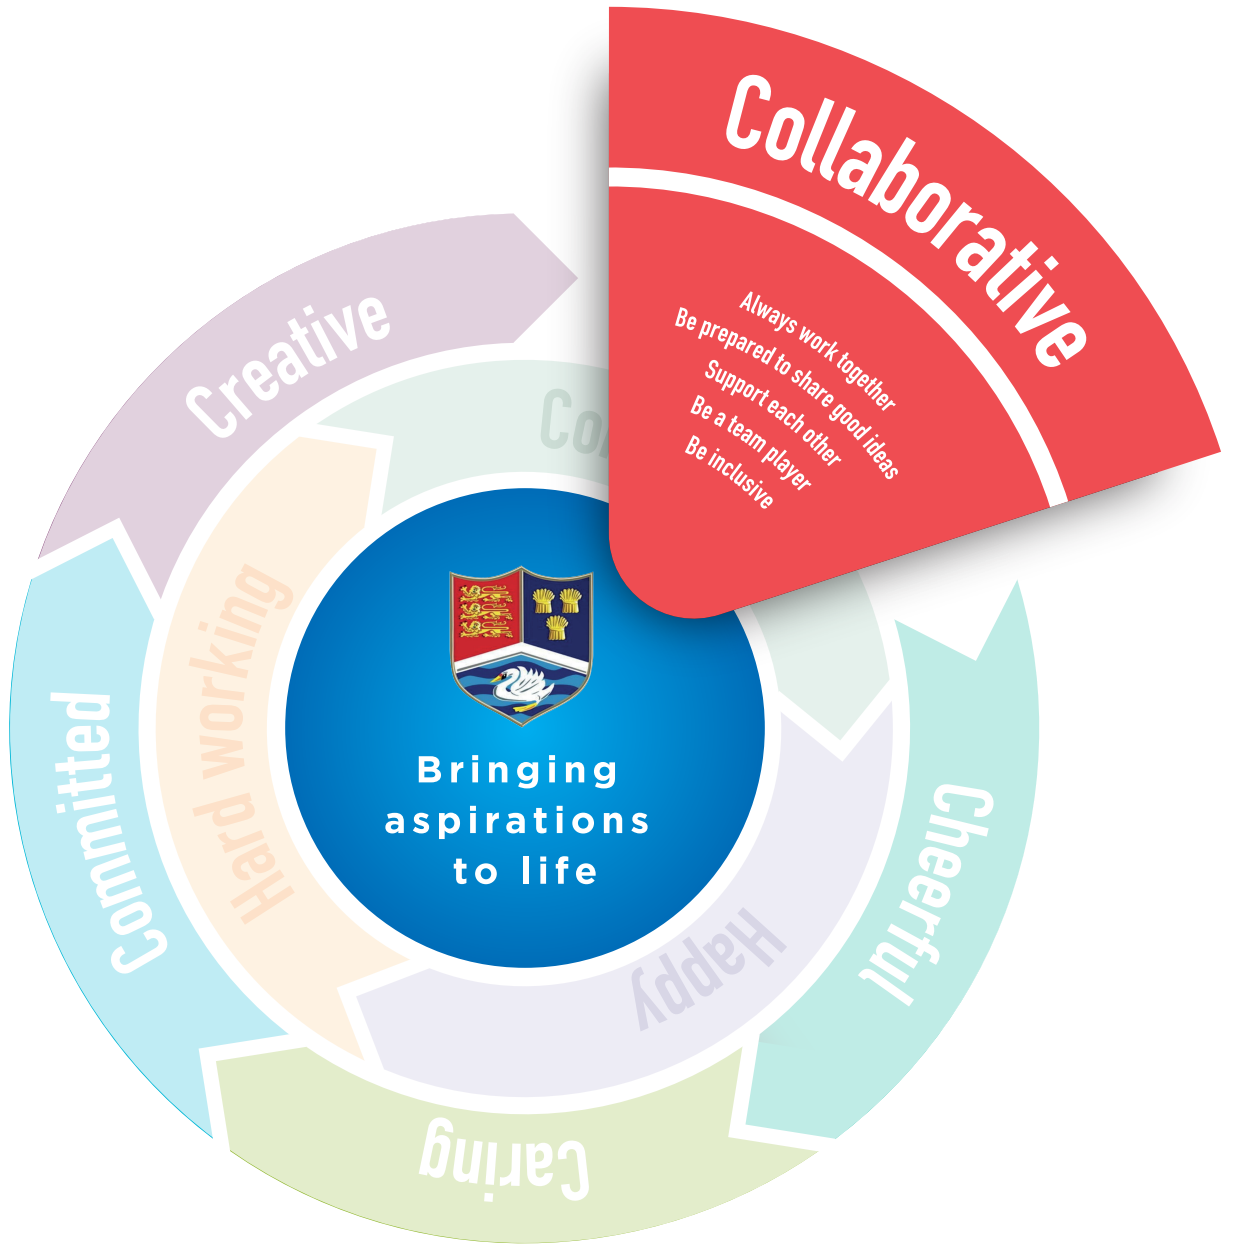 Collaborative
Always work together
Be prepared to share good ideas
Support each other
Be a team player
Be inclusive
Creative
Committed
Caring
Cheerful
Hard working
Happy
Bringing
aspirations
to life